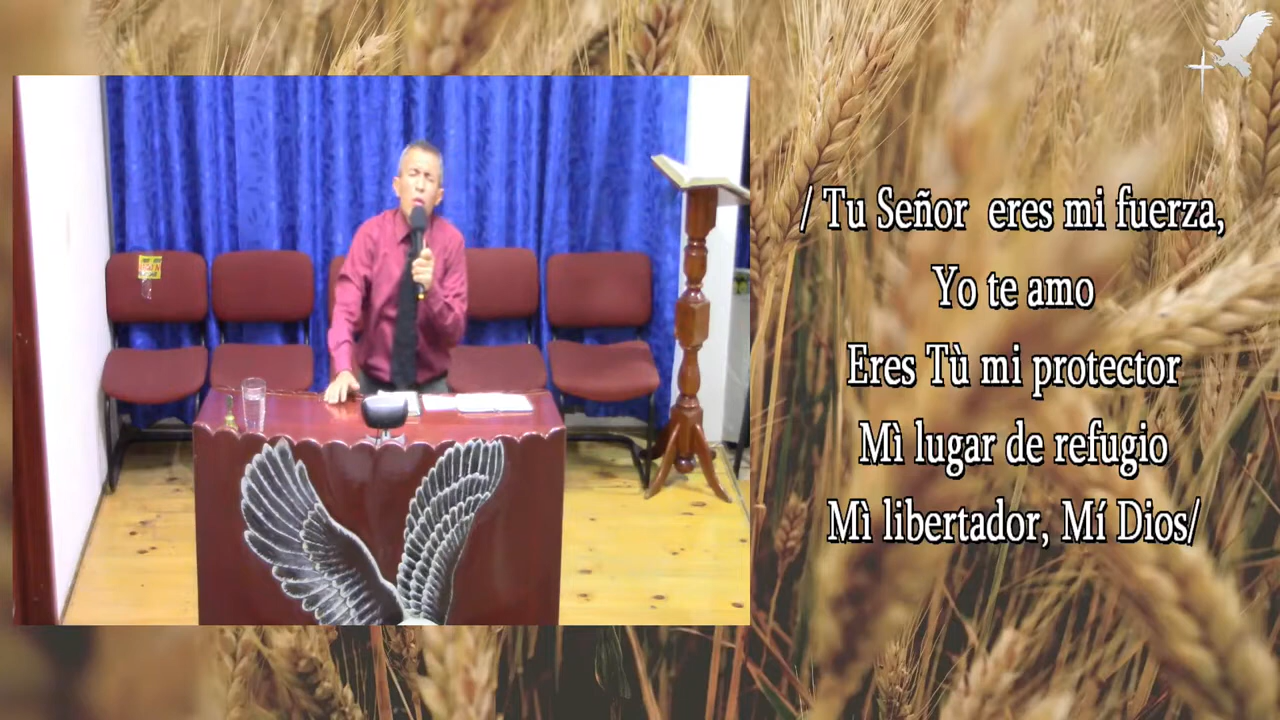 / Tu Señor  eres mi fuerza,
Yo te amo
Eres Tù mi protector
Mì lugar de refugio
Mì libertador, Mí Dios/